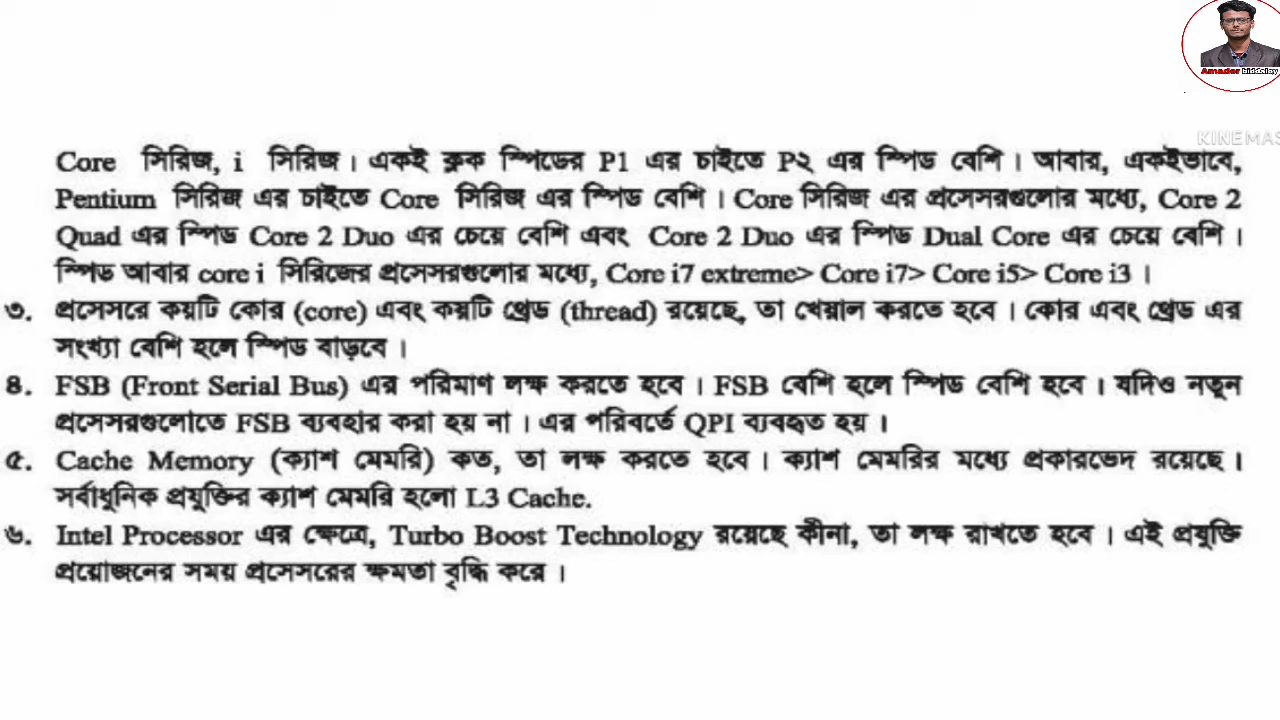 Amader biddaloy
KINEMAS
Core সিরিজ, i সিরিজ। একই ক্লক স্পিডের P1 এর চাইতে P২ এর স্পিড বেশি। আবার, একইভাবে,
Pentium সিরিজ এর চাইতে Core সিরিজ এর স্পিড বেশি। Core সিরিজ এর প্রসেসরগুলোর মধ্যে, Core 2
Quad এর স্পিড Core 2 Duo এর চেয়ে বেশি এবং Core 2 Duo এর স্পিড Dual Core এর চেয়ে বেশি।
স্পিড আবার core i সিরিজের প্রসেসরগুলোর মধ্যে, Core i7 extreme> Core i7> Core i5> Core i3।
৩. প্রসেসরে কয়টি কোর (core) এবং কয়টি থ্রেড (thread) রয়েছে, তা খেয়াল করতে হবে। কোর এবং থ্রেড এর
সংখ্যা বেশি হলে স্পিড বাড়বে।
৪. FSB (Front Serial Bus) এর পরিমাণ লক্ষ করতে হবে। FSB বেশি হলে স্পিড বেশি হবে। যদিও নতুন
প্রসেসরগুলোতে FSB ব্যবহার করা হয় না। এর পরিবর্তে QPI ব্যবহৃত হয়।
৫. Cache Memory (ক্যাশ মেমরি) কত, তা লক্ষ করতে হবে। ক্যাশ মেমরির মধ্যে প্রকারভেদ রয়েছে।
সর্বাধুনিক প্রযুক্তির ক্যাশ মেমরি হলো L3 Cache.
৬. Intel Processor এর ক্ষেত্রে, Turbo Boost Technology রয়েছে কীনা, তা লক্ষ রাখতে হবে। এই প্রযুক্তি
প্রয়োজনের সময় প্রসেসরের ক্ষমতা বৃদ্ধি করে।